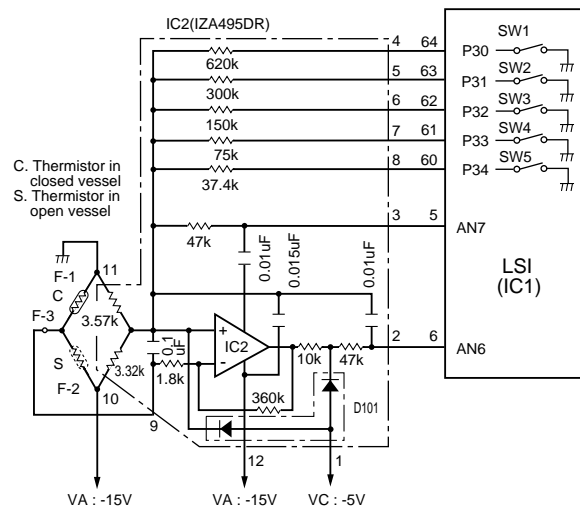 IC2(IZA495DR)
4 64
620k
P30 SW1
5 63
300k
P31 SW2
6 62
150k
P32 SW3
7 61
75k
P33 SW4
8 60
37.4k
P34 SW5
C. Thermistor in
closed vessel
S. Thermistor in
open vessel
3 5
47k
AN7
0.01uF
0.015uF
0.01uF
LSI
(IC1)
F-1
11
C
F-3
3.57k
S
3.32k
F-2
10
9
0.1
uF
1.8k
+
-
IC2
10k
47k
2 6
AN6
360k
D101
12
1
VA : -15V
VA : -15V
VC : -5V